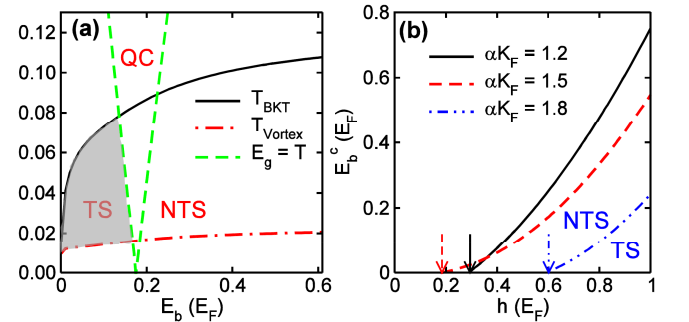 (a)
QC
TS
NTS
T_BKT
T_Vortex
E_g = T
0.00
0.02
0.04
0.06
0.08
0.10
0.12
0
0.2
0.4
0.6
E_b (E_F)
(b)
αK_F = 1.2
αK_F = 1.5
αK_F = 1.8
NTS
TS
E_b^c (E_F)
0
0.2
0.4
0.6
0.8
0
0.2
0.4
0.6
0.8
1
h (E_F)